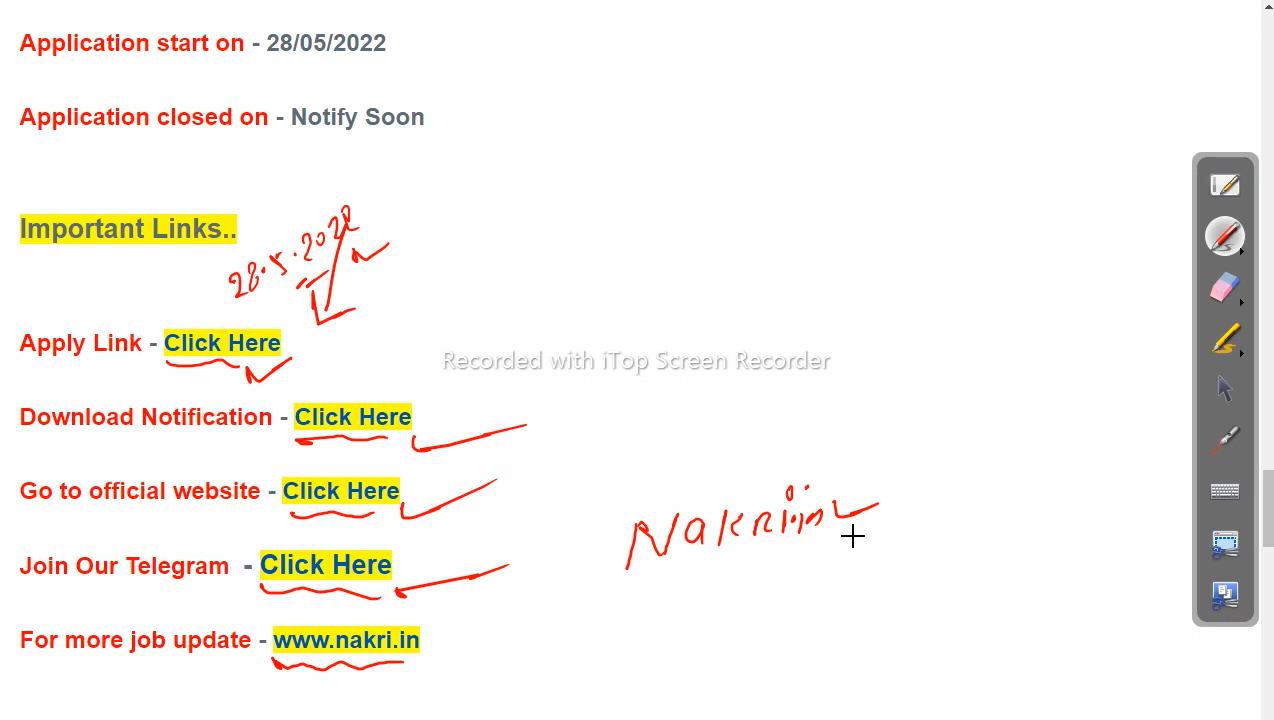 Application start on - 28/05/2022
Application closed on - Notify Soon
Important Links..
28.5.2022
Apply Link - Click Here
Recorded with iTop Screen Recorder
Download Notification - Click Here
Go to official website - Click Here
Nakri.in
Join Our Telegram - Click Here
For more job update - www.nakri.in